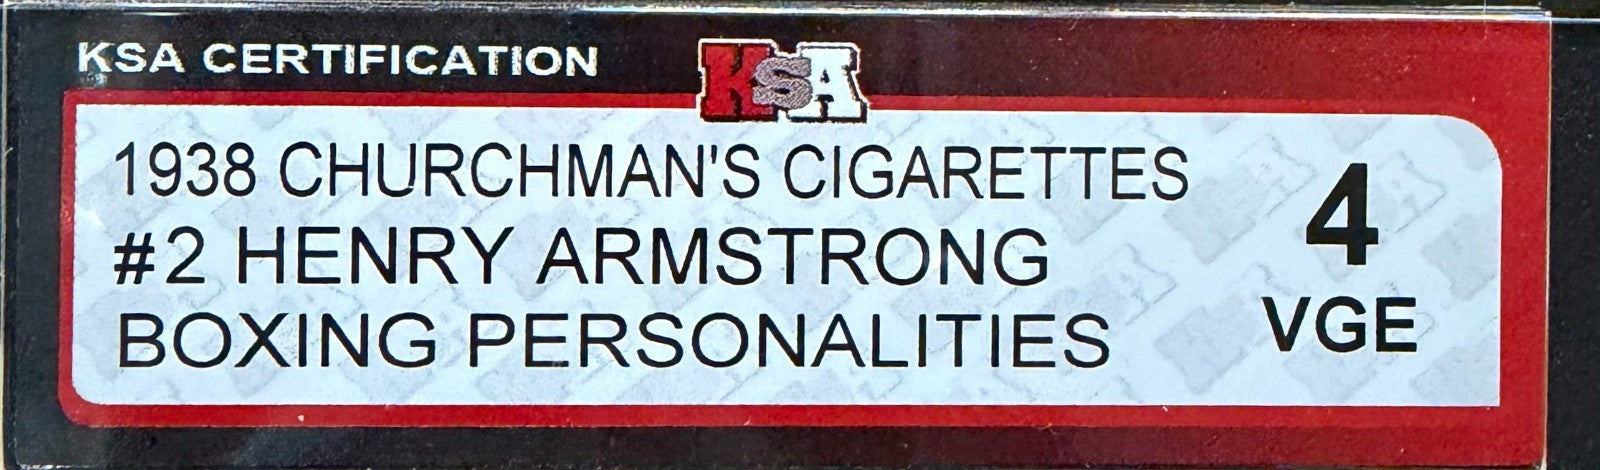 KSA CERTIFICATION
KSA
1938 CHURCHMAN'S CIGARETTES
#2 HENRY ARMSTRONG
BOXING PERSONALITIES
4
VGE